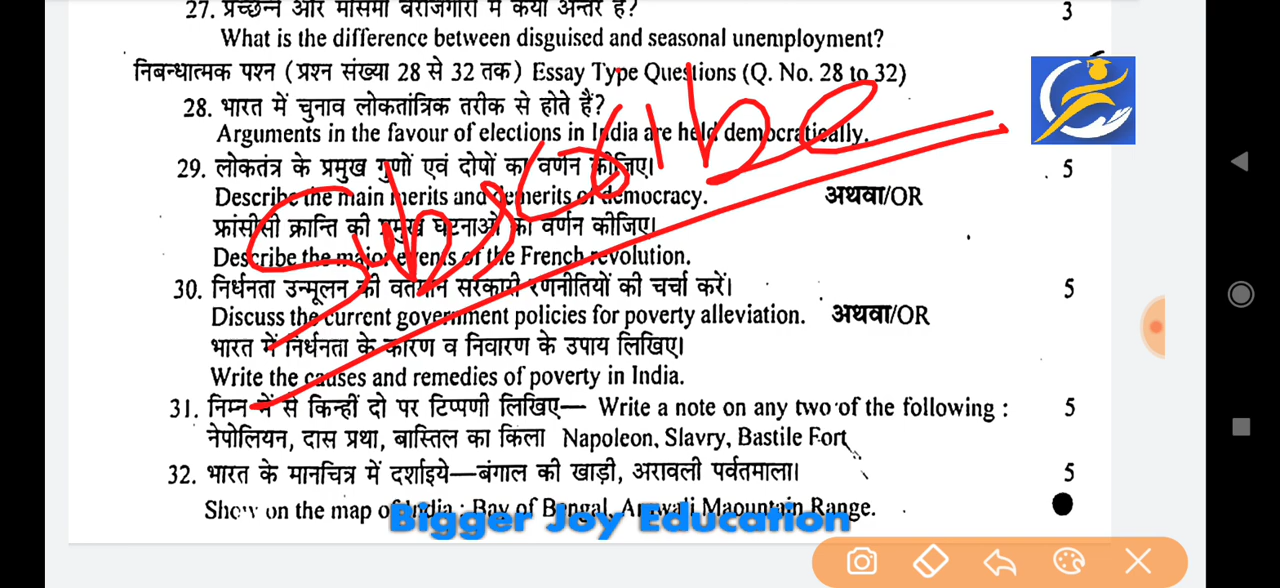 27. प्रच्छन्न और मौसमी बेरोजगारी में क्या अन्तर है? 3
What is the difference between disguised and seasonal unemployment?
निबन्धात्मक पश्न (प्रश्न संख्या 28 से 32 तक) Essay Type Questions (Q. No. 28 to 32)
28. भारत में चुनाव लोकतांत्रिक तरीक से होते हैं?
Arguments in the favour of elections in India are held democratically.
29. लोकतंत्र के प्रमुख गुणों एवं दोषों का वर्णन कीजिए। 5
Describe the main merits and demerits of democracy. अथवा/OR
फ्रांसीसी क्रान्ति की प्रमुख घटनाओं का वर्णन कीजिए।
Describe the major events of the French revolution.
30. निर्धनता उन्मूलन की वर्तमान सरकारी रणनीतियों की चर्चा करें। 5
Discuss the current government policies for poverty alleviation. अथवा/OR
भारत में निर्धनता के कारण व निवारण के उपाय लिखिए।
Write the causes and remedies of poverty in India.
31. निम्न में से किन्हीं दो पर टिप्पणी लिखिए— Write a note on any two of the following : 5
नेपोलियन, दास प्रथा, बास्तिल का किला Napoleon, Slavry, Bastile Fort
32. भारत के मानचित्र में दर्शाइये—बंगाल की खाड़ी, अरावली पर्वतमाला। 5
Show on the map of India : Bay of Bengal, Arawali Maountain Range.
Subscribe
Bigger Joy Education